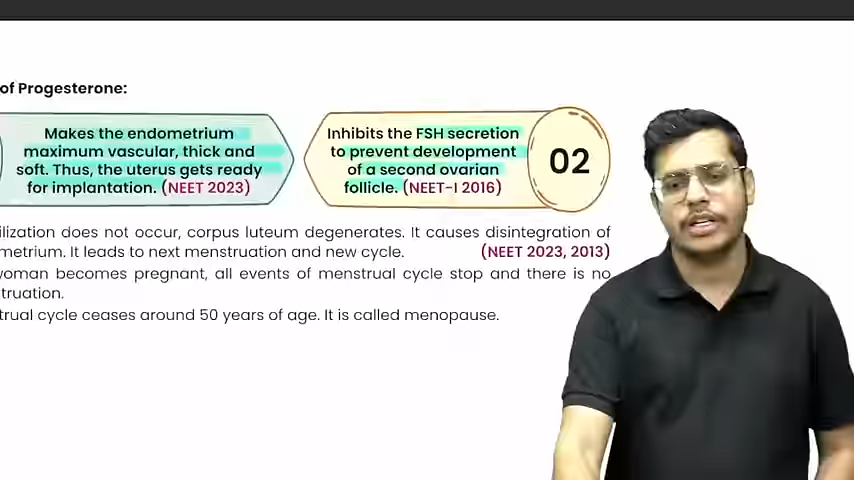 of Progesterone:
Makes the endometrium
maximum vascular, thick and
soft. Thus, the uterus gets ready
for implantation. (NEET 2023)
Inhibits the FSH secretion
to prevent development
of a second ovarian
follicle. (NEET-I 2016)
02
ilization does not occur, corpus luteum degenerates. It causes disintegration of
metrium. It leads to next menstruation and new cycle. (NEET 2023, 2013)
woman becomes pregnant, all events of menstrual cycle stop and there is no
truation.
trual cycle ceases around 50 years of age. It is called menopause.